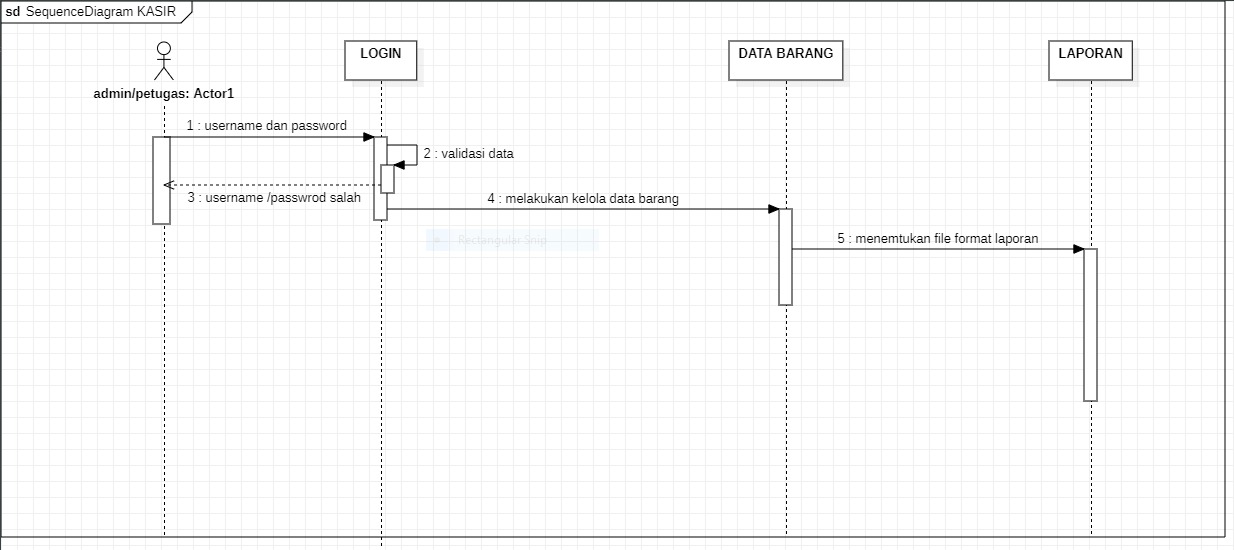 sd SequenceDiagram KASIR
LOGIN
DATA BARANG
LAPORAN
admin/petugas: Actor1
1 : username dan password
2 : validasi data
3 : username /passwrod salah
4 : melakukan kelola data barang
5 : menemtukan file format laporan
Rectangular Snip